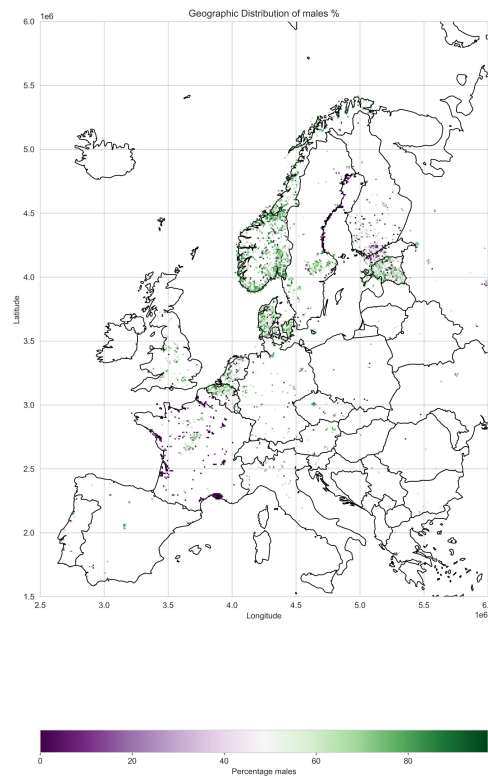 Geographic Distribution of males %
1e6
6.0
5.5
5.0
4.5
4.0
3.5
3.0
2.5
2.0
1.5
Latitude
2.5 3.0 3.5 4.0 4.5 5.0 5.5 6.
Longitude
1e6
0 20 40 60 80
Percentage males